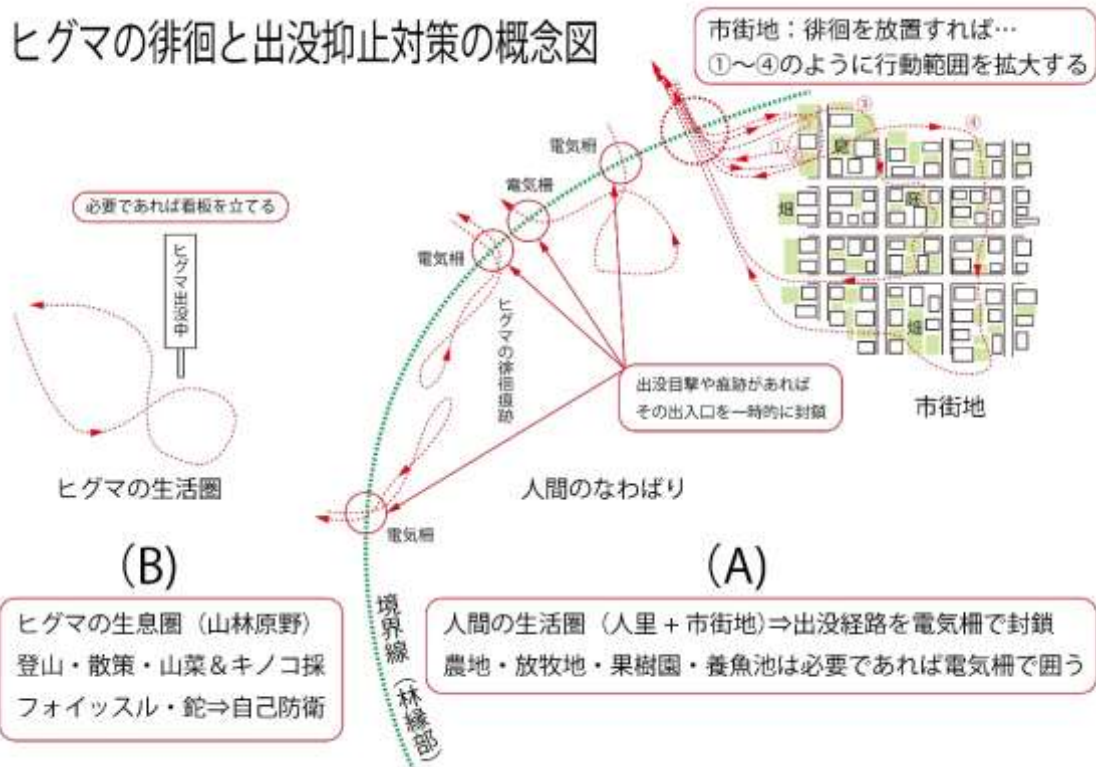 ヒグマの徘徊と出没抑止対策の概念図
市街地：徘徊を放置すれば…
①～④のように行動範囲を拡大する
③
④
①
庭
畑
畑
電気柵
電気柵
電気柵
必要であれば看板を立てる
ヒグマ出没中
ヒグマの徘徊痕跡
出没目撃や痕跡があれば
その出入口を一時的に封鎖
市街地
ヒグマの生活圏
人間のなわばり
電気柵
(B)
(A)
ヒグマの生息圏（山林原野）
登山・散策・山菜＆キノコ採
フォイッスル・鉈⇒自己防衛
境界線（林縁部）
人間の生活圏（人里+市街地)⇒出没経路を電気柵で封鎖
農地・放牧地・果樹園・養魚池は必要であれば電気柵で囲う